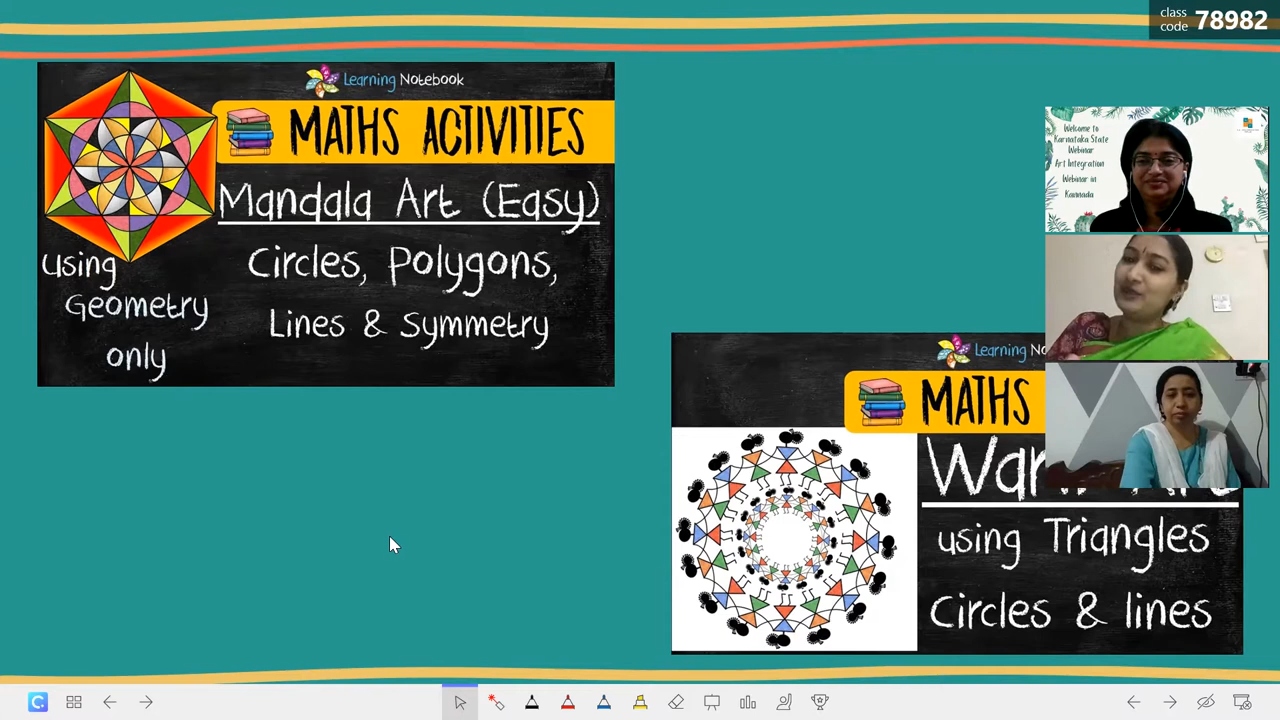 class
code 78982
Learning Notebook
MATHS ACTIVITIES
Mandala Art (Easy)
Circles, Polygons,
Lines & Symmetry
Using
Geometry
only
Welcome to
Karnataka State
Webinar
Art Integration
Webinar in
Kannada
Learning
MATHS
using Triangles
Circles & lines